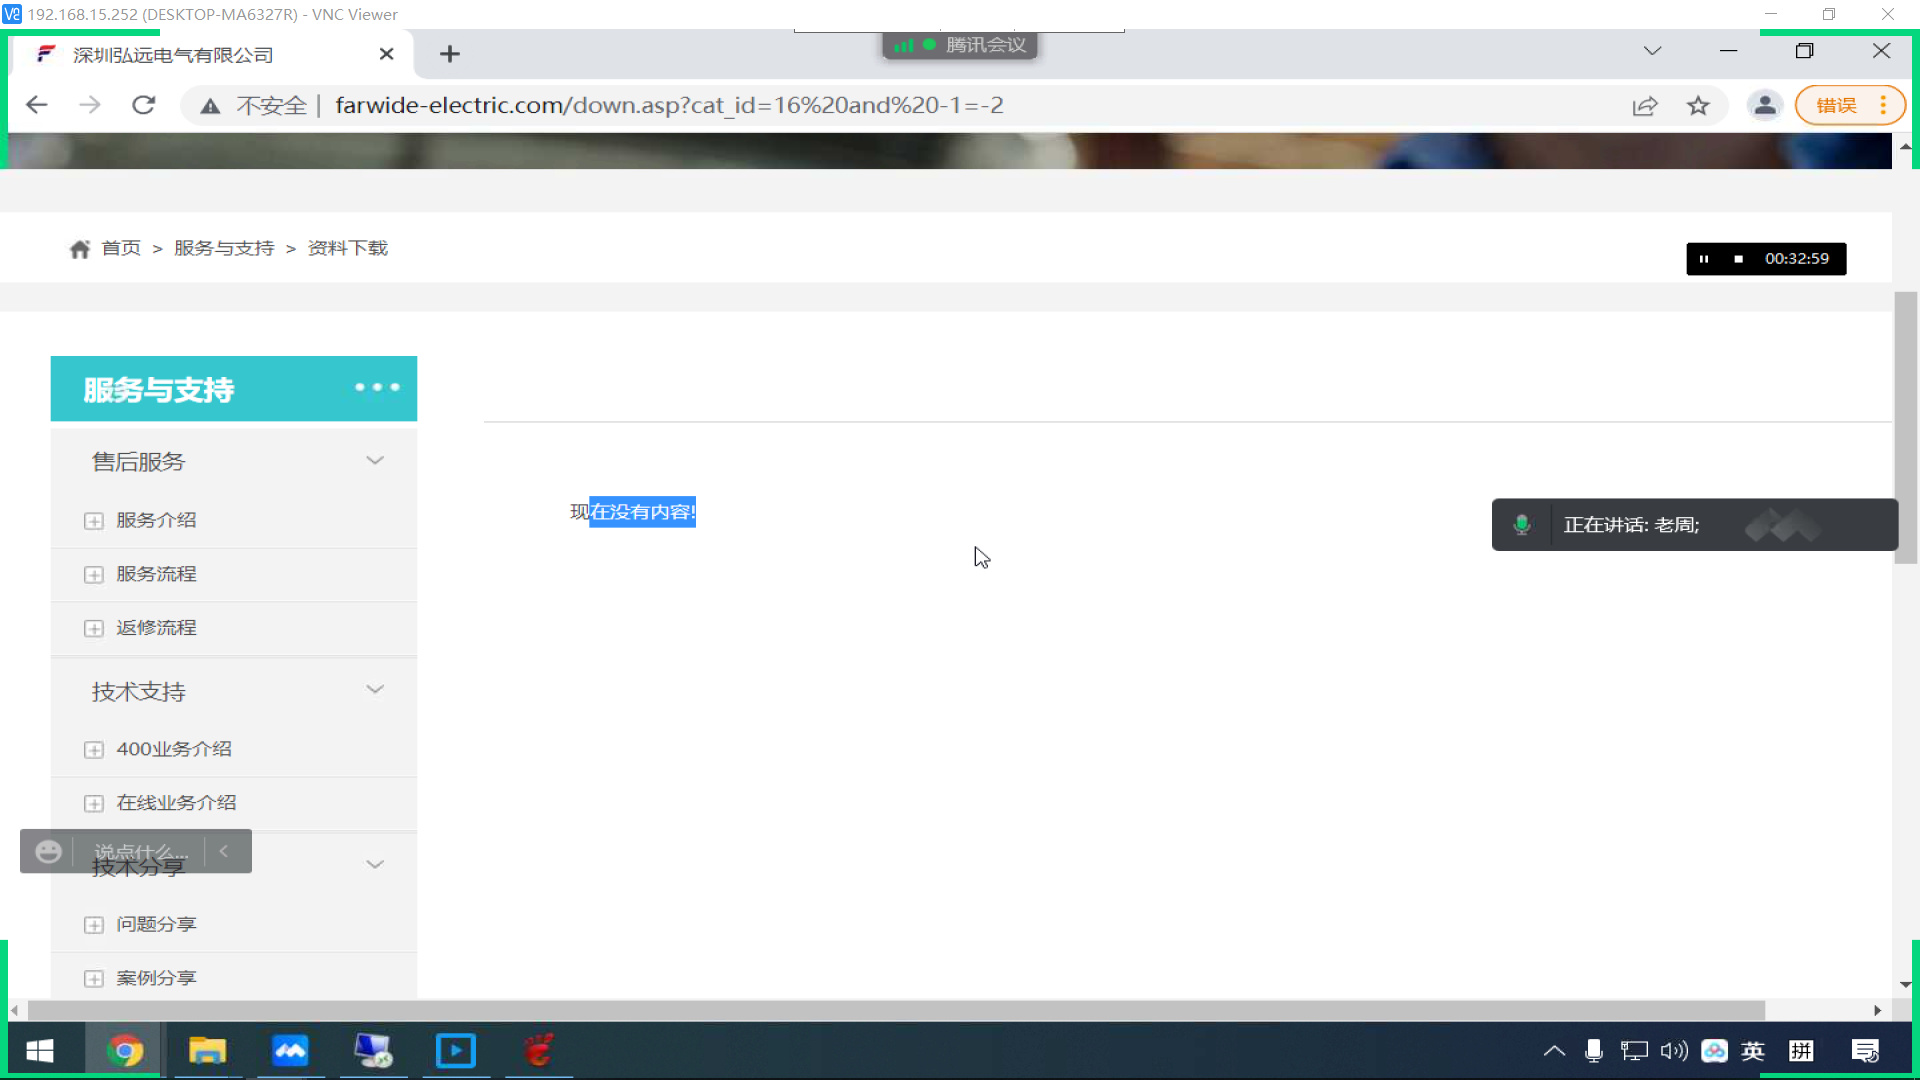 192.168.15.252 (DESKTOP-MA6327R) - VNC Viewer
深圳弘远电气有限公司
腾讯会议
不安全
farwide-electric.com/down.asp?cat_id=16%20and%20-1=-2
错误
首页 > 服务与支持 > 资料下载
00:32:59
服务与支持
售后服务
服务介绍
服务流程
返修流程
技术支持
400业务介绍
在线业务介绍
说点什么...
技术分享
问题分享
案例分享
现在没有内容!
正在讲话: 老周;
英
拼